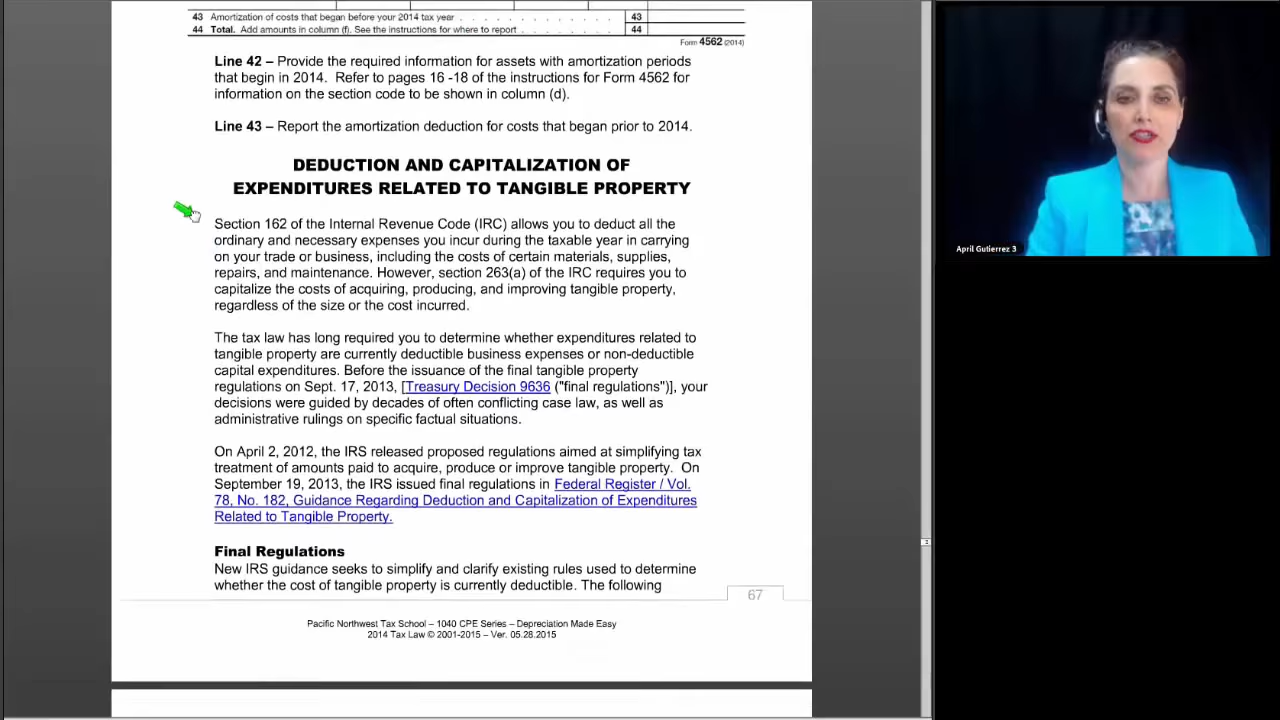 43 Amortization of costs that began before your 2014 tax year . . . . . . . . . . . . . 43
44 Total. Add amounts in column (f). See the instructions for where to report . . . . . . . . 44
Form 4562 (2014)
Line 42 – Provide the required information for assets with amortization periods
that begin in 2014. Refer to pages 16 -18 of the instructions for Form 4562 for
information on the section code to be shown in column (d).
Line 43 – Report the amortization deduction for costs that began prior to 2014.
DEDUCTION AND CAPITALIZATION OF
EXPENDITURES RELATED TO TANGIBLE PROPERTY
Section 162 of the Internal Revenue Code (IRC) allows you to deduct all the
ordinary and necessary expenses you incur during the taxable year in carrying
on your trade or business, including the costs of certain materials, supplies,
repairs, and maintenance. However, section 263(a) of the IRC requires you to
capitalize the costs of acquiring, producing, and improving tangible property,
regardless of the size or the cost incurred.
The tax law has long required you to determine whether expenditures related to
tangible property are currently deductible business expenses or non-deductible
capital expenditures. Before the issuance of the final tangible property
regulations on Sept. 17, 2013, [Treasury Decision 9636 ("final regulations")], your
decisions were guided by decades of often conflicting case law, as well as
administrative rulings on specific factual situations.
On April 2, 2012, the IRS released proposed regulations aimed at simplifying tax
treatment of amounts paid to acquire, produce or improve tangible property. On
September 19, 2013, the IRS issued final regulations in Federal Register / Vol.
78, No. 182, Guidance Regarding Deduction and Capitalization of Expenditures
Related to Tangible Property.
Final Regulations
New IRS guidance seeks to simplify and clarify existing rules used to determine
whether the cost of tangible property is currently deductible. The following
67
Pacific Northwest Tax School – 1040 CPE Series – Depreciation Made Easy
2014 Tax Law © 2001-2015 – Ver. 05.28.2015
April Gutierrez 3